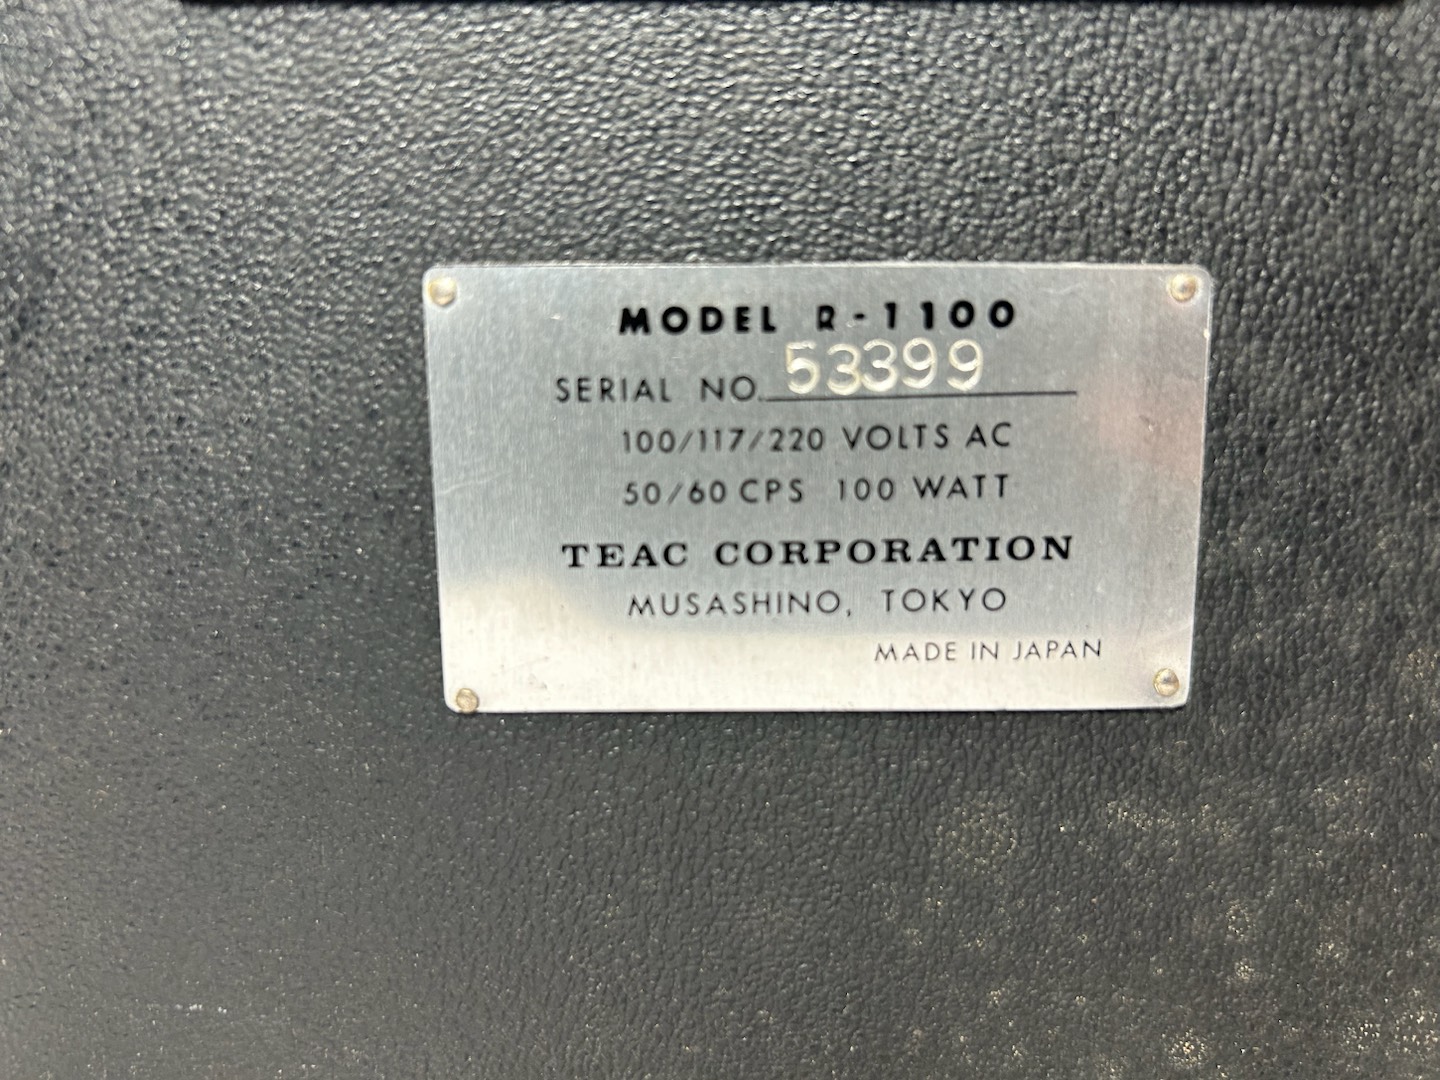 MODEL R-1100
SERIAL NO. 53399
100/117/220 VOLTS AC
50/60 CPS 100 WATT
TEAC CORPORATION
MUSASHINO, TOKYO
MADE IN JAPAN